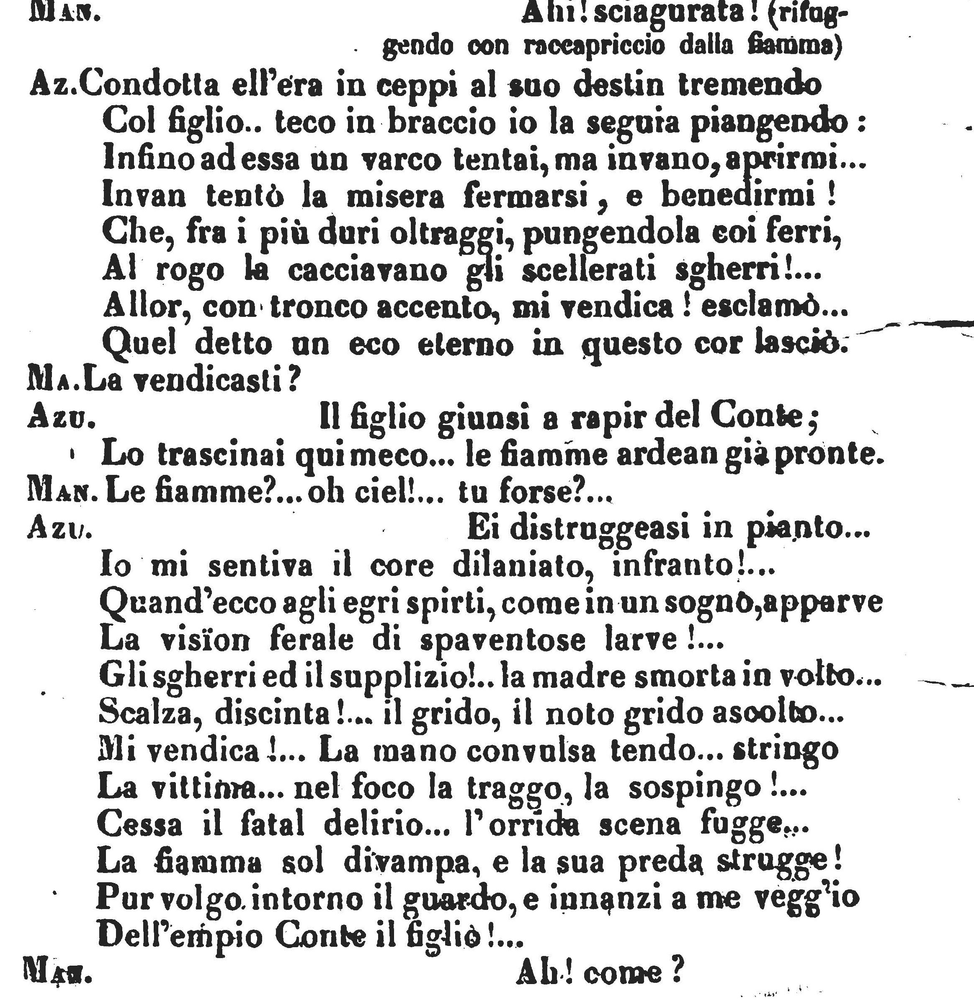 MAN. Ahi! sciagurata! (rifug-
gendo con raccapriccio dalla fiamma)
AZ. Condotta ell'era in ceppi al suo destin tremendo
Col figlio.. teco in braccio io la seguia piangendo :
Infino ad essa un varco tentai, ma invano, aprirmi...
Invan tentò la misera fermarsi, e benedirmi!
Che, fra i più duri oltraggi, pungendola coi ferri,
Al rogo la cacciavano gli scellerati sgherri!...
Allor, con tronco accento, mi vendica! esclamò...
Quel detto un eco eterno in questo cor lasciò.
MA. La vendicasti?
AZU. Il figlio giunsi a rapir del Conte;
Lo trascinai qui meco... le fiamme ardean già pronte.
MAN. Le fiamme?... oh ciel!... tu forse?...
AZU. Ei distruggeasi in pianto...
Io mi sentiva il core dilaniato, infranto!...
Quand'ecco agli egri spirti, come in un sogno, apparve
La visïon ferale di spaventose larve!...
Gli sgherri ed il supplizio!.. la madre smorta in volto...
Scalza, discinta!... il grido, il noto grido ascolto...
Mi vendica!... La mano convulsa tendo... stringo
La vittima... nel foco la traggo, la sospingo!...
Cessa il fatal delirio... l'orrida scena fugge...
La fiamma sol divampa, e la sua preda strugge!
Pur volgo intorno il guardo, e innanzi a me vegg'io
Dell'empio Conte il figlio!...
MAN. Ah! come?